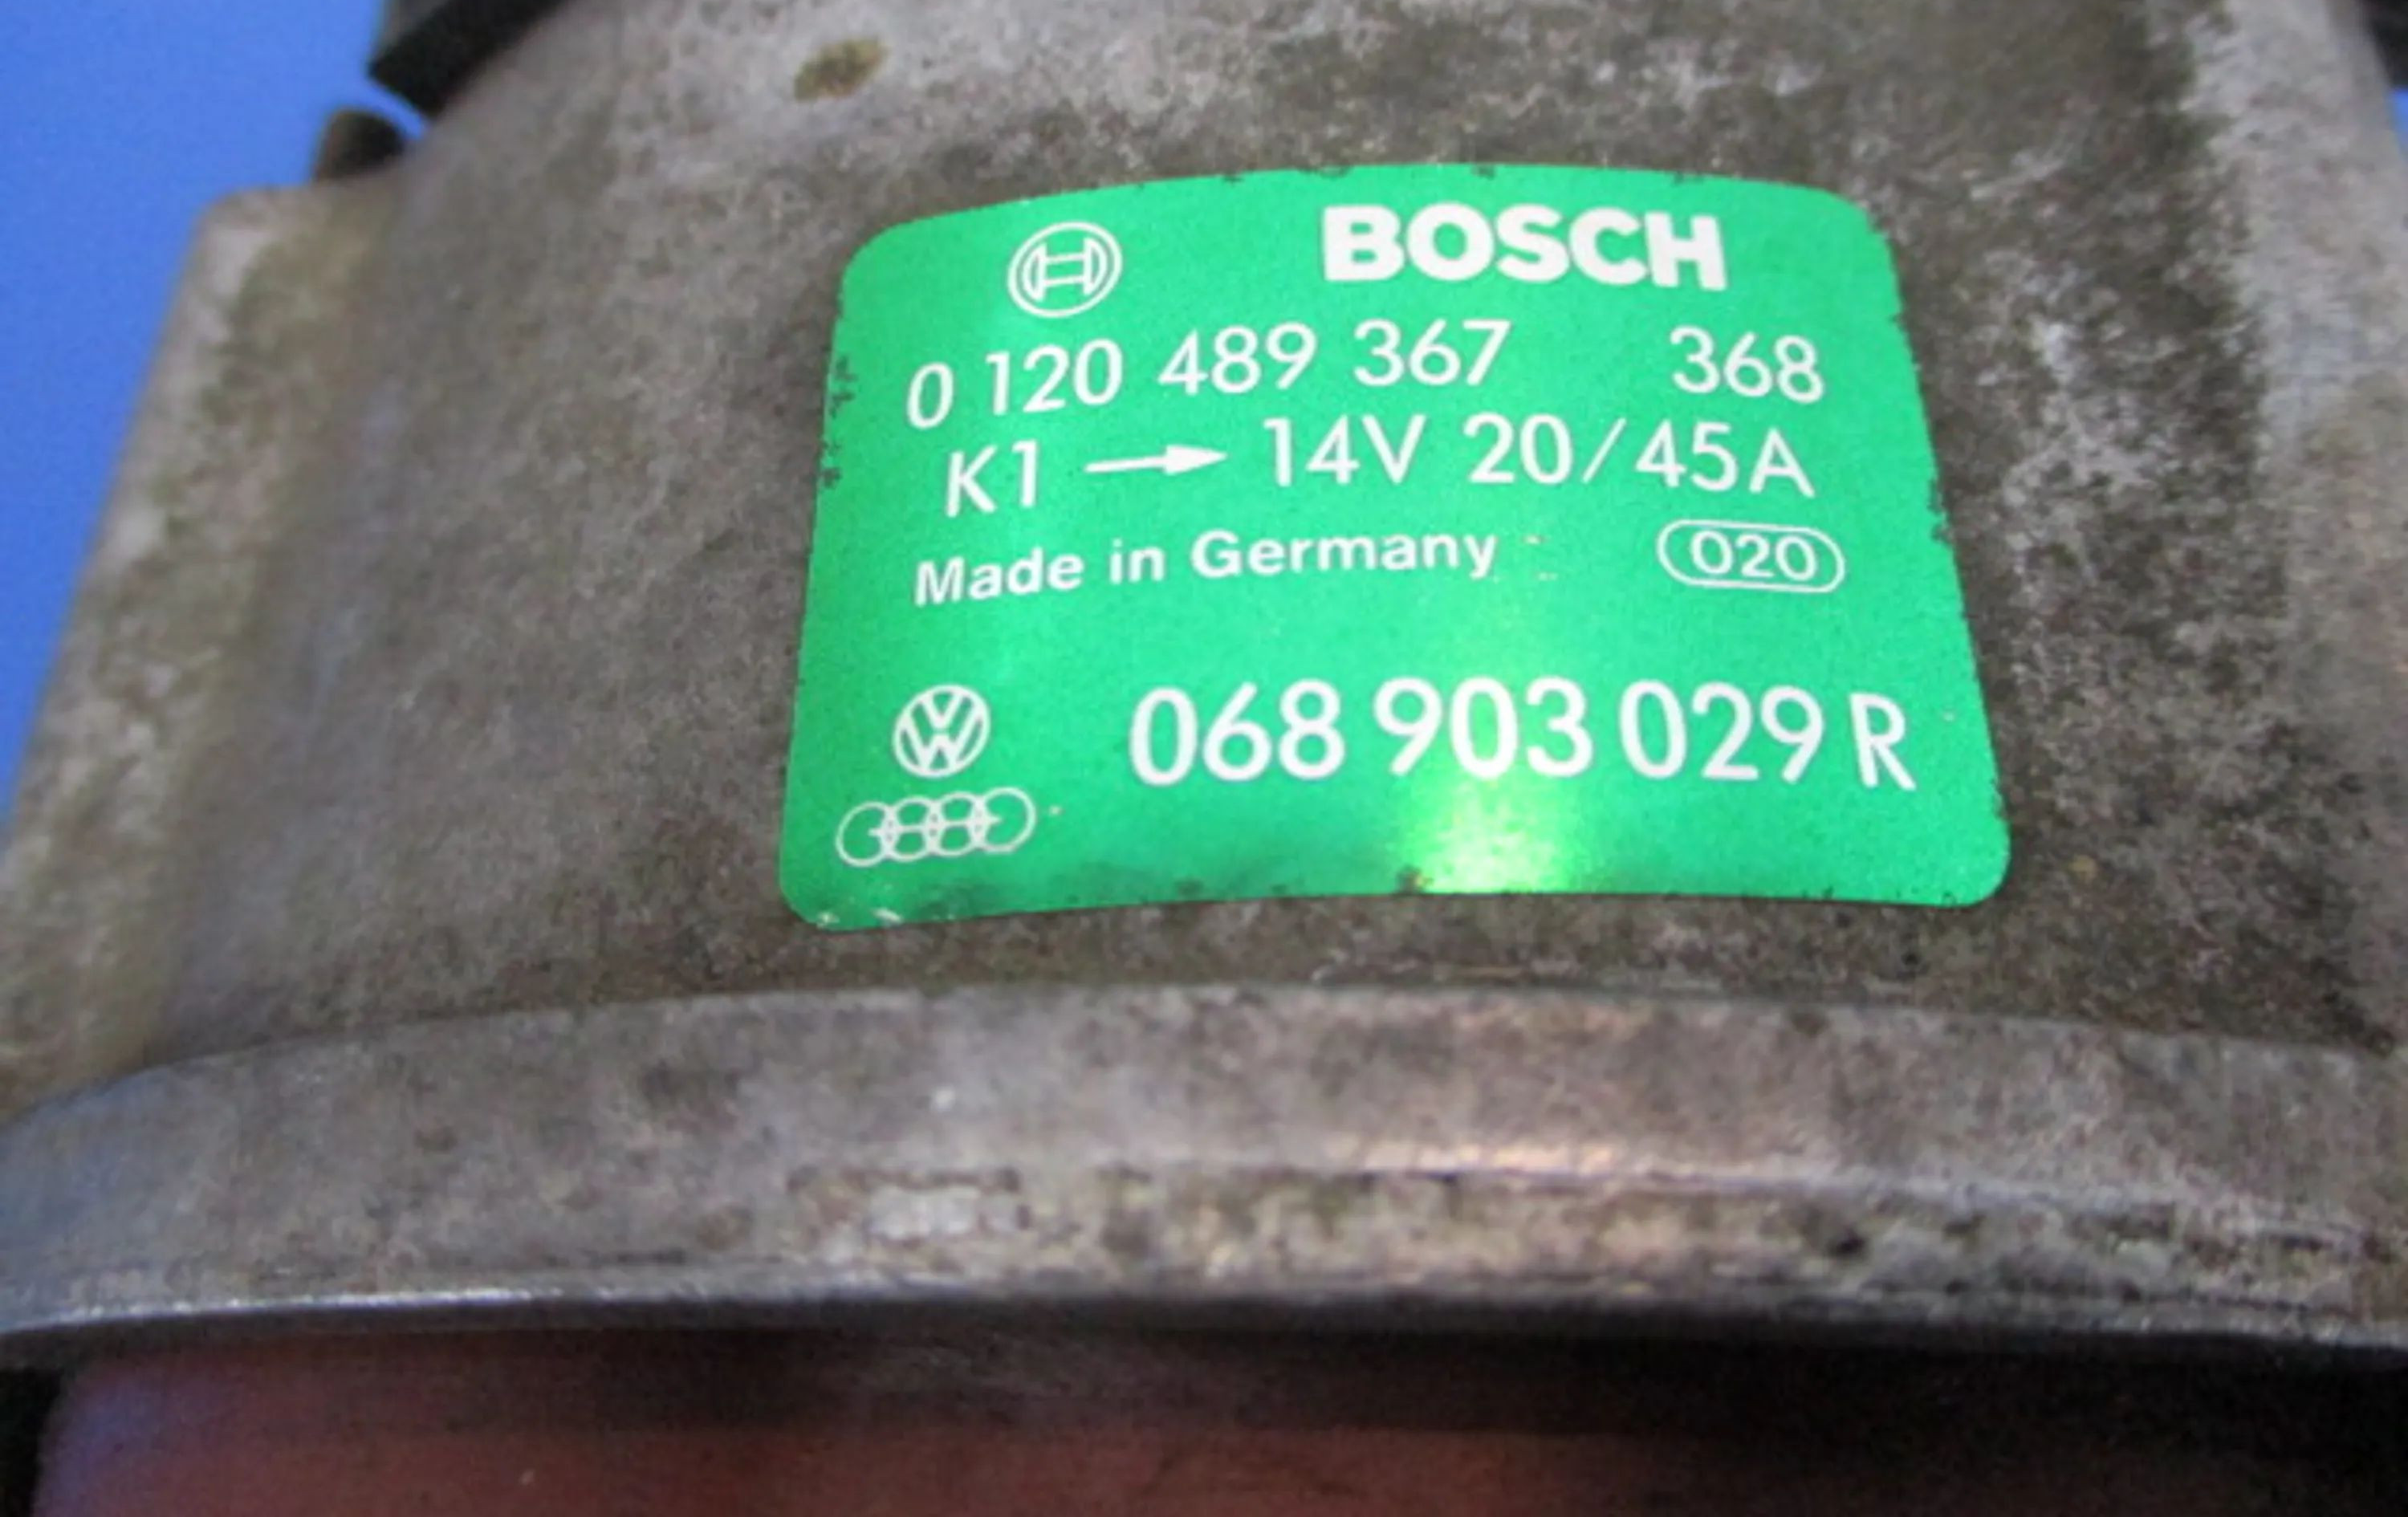 BOSCH
0 120 489 367 368
K1 → 14V 20/45A
Made in Germany 020
068 903 029 R